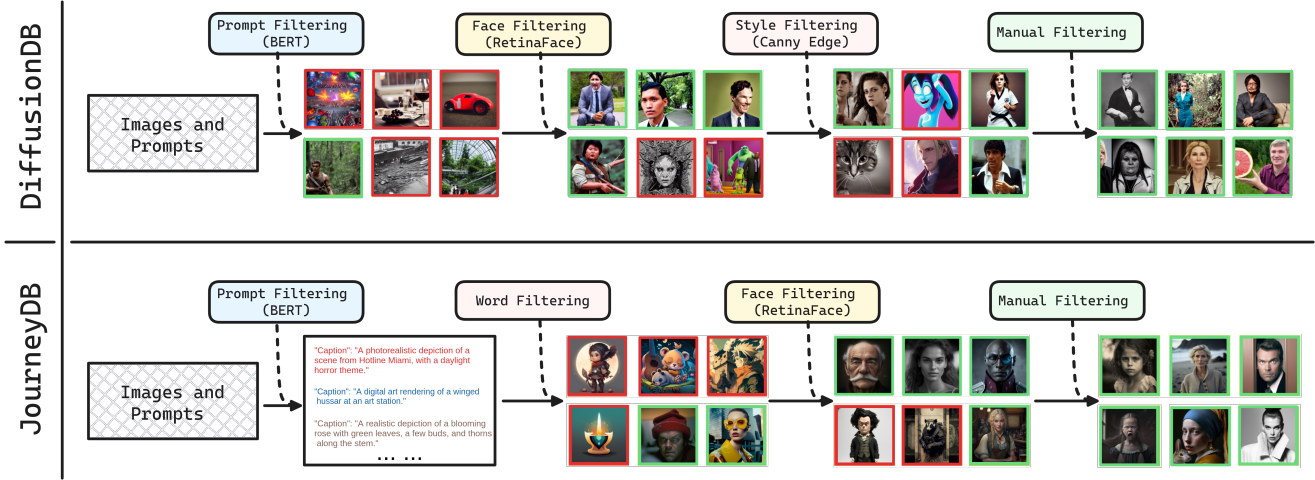 DiffusionDB
Prompt Filtering
(BERT)
Face Filtering
(RetinaFace)
Style Filtering
(Canny Edge)
Manual Filtering
Images and
Prompts
JourneyDB
Prompt Filtering
(BERT)
Word Filtering
Face Filtering
(RetinaFace)
Manual Filtering
Images and
Prompts
"Caption": "A photorealistic depiction of a
scene from Hotline Miami, with a daylight
horror theme."
"Caption": "A digital art rendering of a winged
hussar at an art station."
"Caption": "A realistic depiction of a blooming
rose with green leaves, a few buds, and thorns
along the stem."
... ...